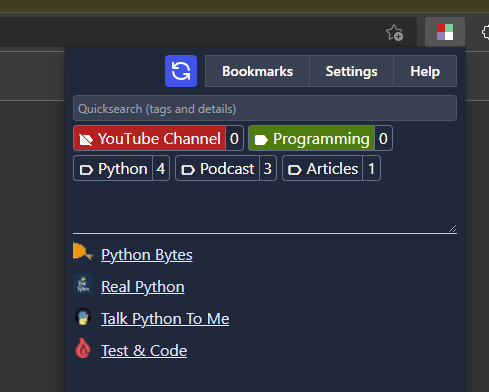 Bookmarks Settings Help
Quicksearch (tags and details)
YouTube Channel 0 Programming 0
Python 4 Podcast 3 Articles 1
Python Bytes
Real Python
Talk Python To Me
Test & Code